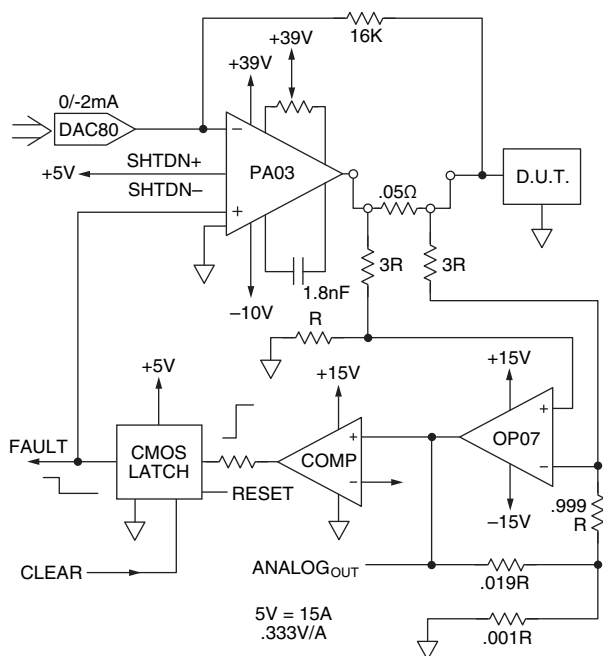 16K
+39V
+39V
0/-2mA
DAC80
−
SHTDN+
+5V
SHTDN–
PA03
+
.05Ω
D.U.T.
3R
3R
1.8nF
–10V
R
+5V
+15V
+15V
FAULT
CMOS
LATCH
COMP
+
−
OP07
+
−
RESET
–15V
.999
R
CLEAR
ANALOGOUT
.019R
5V = 15A
.333V/A
.001R